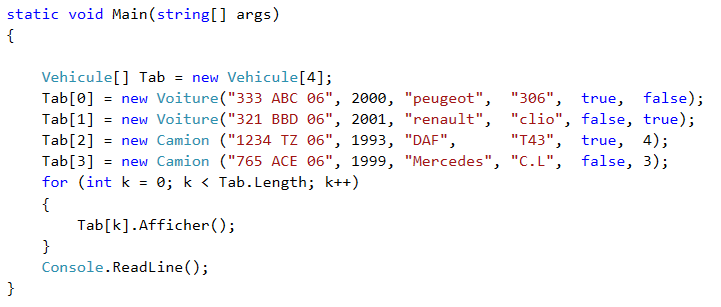 static void Main(string[] args)
{
Vehicule[] Tab = new Vehicule[4];
Tab[0] = new Voiture("333 ABC 06", 2000, "peugeot", "306", true, false);
Tab[1] = new Voiture("321 BBD 06", 2001, "renault", "clio", false, true);
Tab[2] = new Camion ("1234 TZ 06", 1993, "DAF", "T43", true, 4);
Tab[3] = new Camion ("765 ACE 06", 1999, "Mercedes", "C.L", false, 3);
for (int k = 0; k < Tab.Length; k++)
{
Tab[k].Afficher();
}
Console.ReadLine();
}